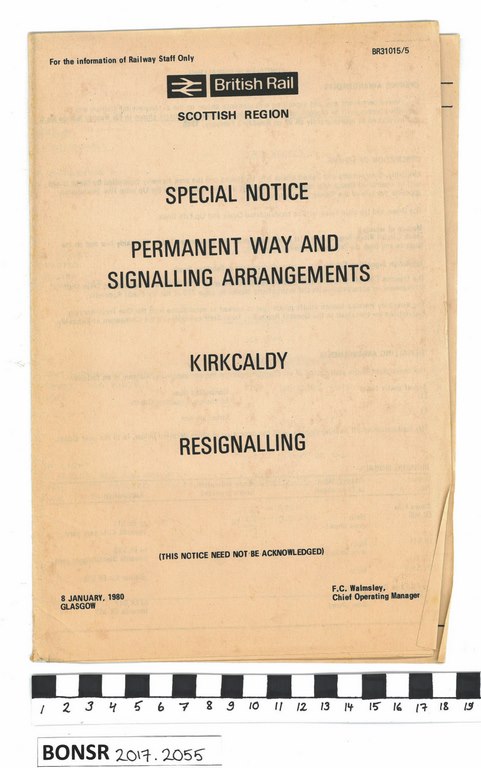 For the information of Railway Staff Only
BR31015/5
British Rail
SCOTTISH REGION
SPECIAL NOTICE
PERMANENT WAY AND
SIGNALLING ARRANGEMENTS
KIRKCALDY
RESIGNALLING
(THIS NOTICE NEED NOT BE ACKNOWLEDGED)
8 JANUARY, 1980
GLASGOW
F.C. Walmsley,
Chief Operating Manager
1 2 3 4 5 6 7 8 9 10 11 12 13 14 15 16 17 18 19
BONSR 2017.2055